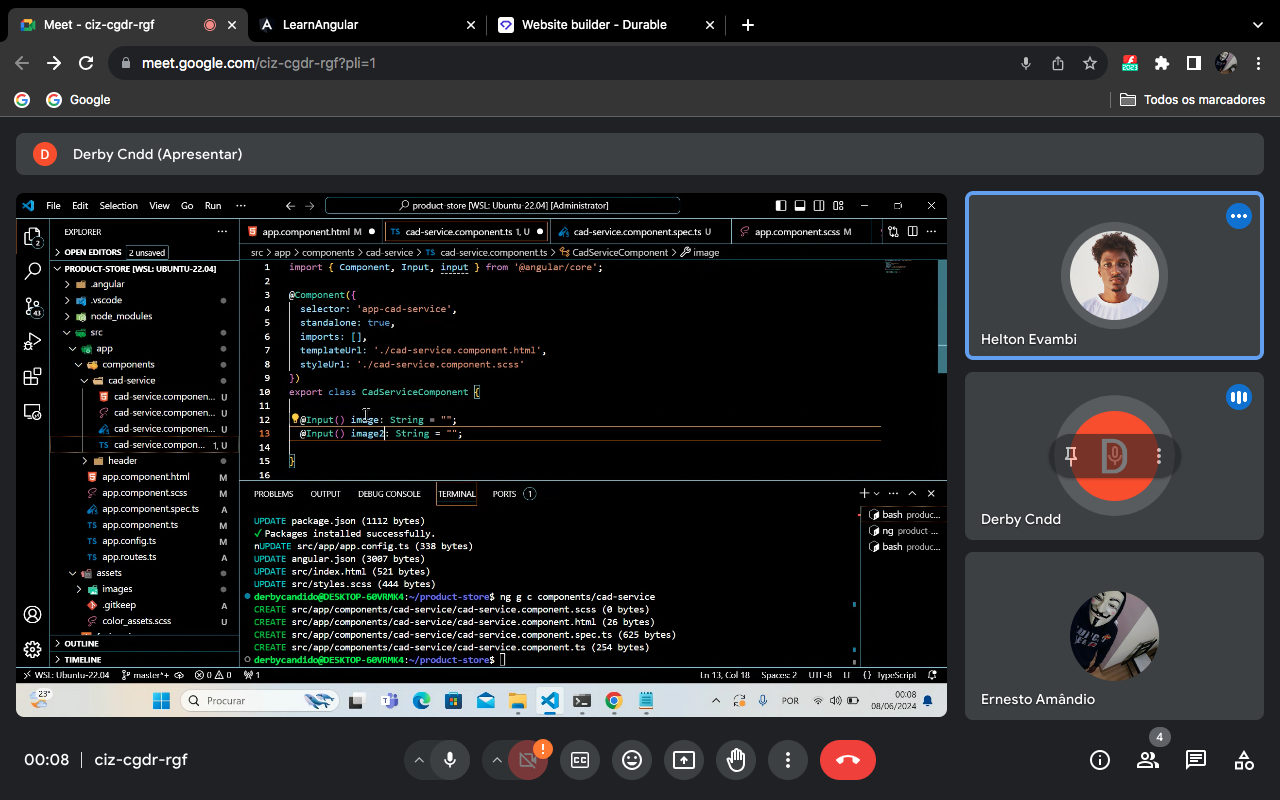 Meet - ciz-cgdr-rgf
LearnAngular
Website builder - Durable
meet.google.com/ciz-cgdr-rgf?pli=1
2023
Google
Todos os marcadores
D Derby Cndd (Apresentar)
File Edit Selection View Go Run ··· product-store [WSL: Ubuntu-22.04] [Administrator]
EXPLORER ···
app.component.html M
TS cad-service.component.ts 1, U
cad-service.component.spec.ts U
app.component.scss M
OPEN EDITORS 2 unsaved
src > app > components > cad-service > TS cad-service.component.ts > CadServiceComponent > image
PRODUCT-STORE [WSL: UBUNTU-22.04]
.angular
.vscode
node_modules
src
app
components
cad-service
cad-service.componen... U
cad-service.componen... U
cad-service.componen... U
TS cad-service.compon... 1, U
header
app.component.html M
app.component.scss M
app.component.spec.ts A
TS app.component.ts M
TS app.config.ts M
TS app.routes.ts A
assets
images
.gitkeep A
color_assets.scss U
OUTLINE
TIMELINE
2
43
1 import { Component, Input, input } from '@angular/core';
2
3 @Component({
4 selector: 'app-cad-service',
5 standalone: true,
6 imports: [],
7 templateUrl: './cad-service.component.html',
8 styleUrl: './cad-service.component.scss'
9 })
10 export class CadServiceComponent {
11
12 @Input() image: String = "";
13 @Input() image2: String = "";
14
15 }
16
PROBLEMS OUTPUT DEBUG CONSOLE TERMINAL PORTS 1
UPDATE package.json (1112 bytes)
✓ Packages installed successfully.
nUPDATE src/app/app.config.ts (338 bytes)
UPDATE angular.json (3007 bytes)
UPDATE src/index.html (521 bytes)
UPDATE src/styles.scss (444 bytes)
derbycandido@DESKTOP-60VRMK4:~/product-store$ ng g c components/cad-service
CREATE src/app/components/cad-service/cad-service.component.scss (0 bytes)
CREATE src/app/components/cad-service/cad-service.component.html (26 bytes)
CREATE src/app/components/cad-service/cad-service.component.spec.ts (625 bytes)
CREATE src/app/components/cad-service/cad-service.component.ts (254 bytes)
derbycandido@DESKTOP-60VRMK4:~/product-store$
bash produc...
ng product ...
bash produc...
WSL: Ubuntu-22.04 master*+ 0 0 1 Ln 13, Col 18 Spaces: 2 UTF-8 LF {} TypeScript
23° Procurar POR 00:08
08/06/2024
Helton Evambi
D
Derby Cndd
Ernesto Amândio
00:08 | ciz-cgdr-rgf
4